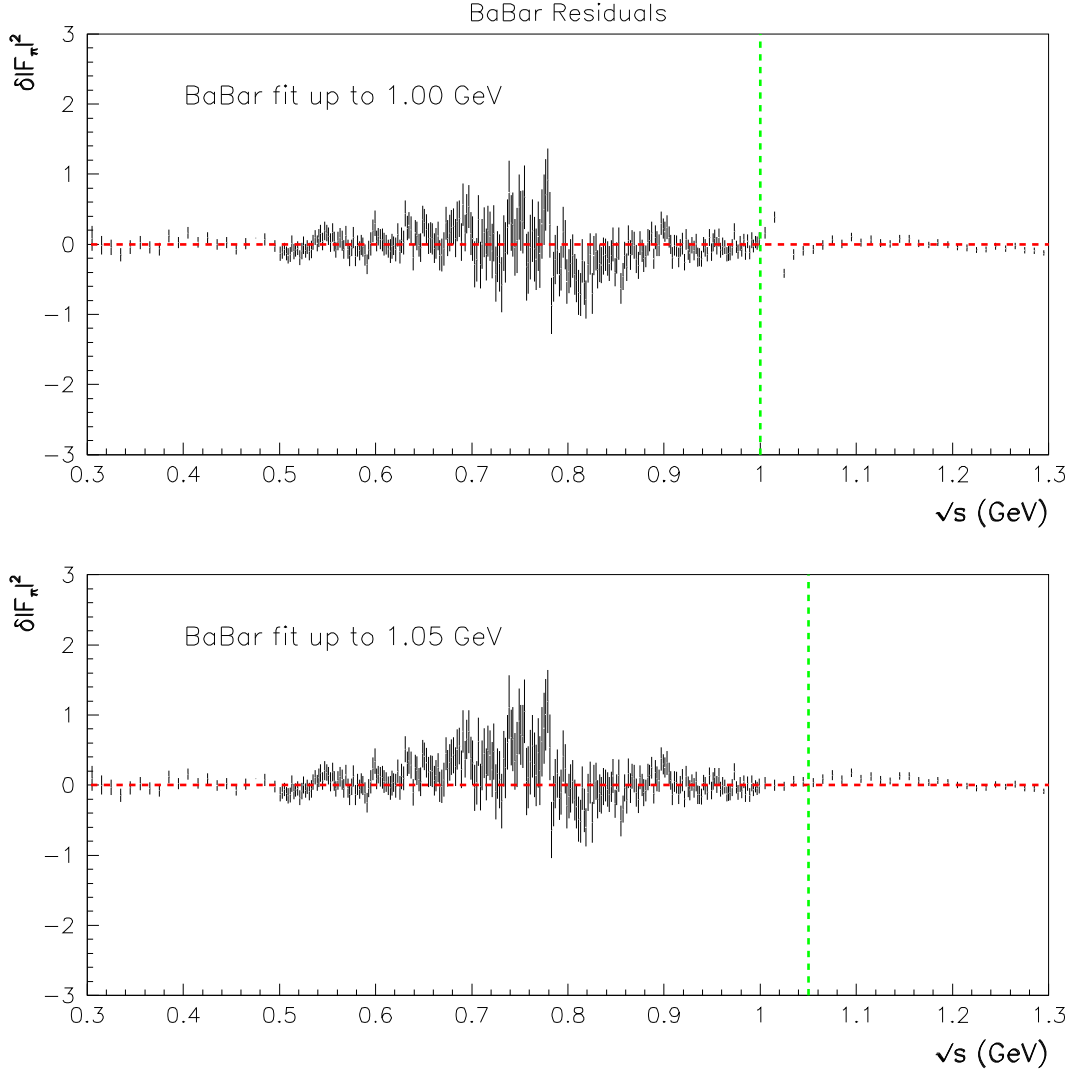 BaBar Residuals
δ|Fπ|²
3
BaBar fit up to 1.00 GeV
2
1
0
−1
−2
−3
0.3 0.4 0.5 0.6 0.7 0.8 0.9 1 1.1 1.2 1.3
√s (GeV)
δ|Fπ|²
3
BaBar fit up to 1.05 GeV
2
1
0
−1
−2
−3
0.3 0.4 0.5 0.6 0.7 0.8 0.9 1 1.1 1.2 1.3
√s (GeV)